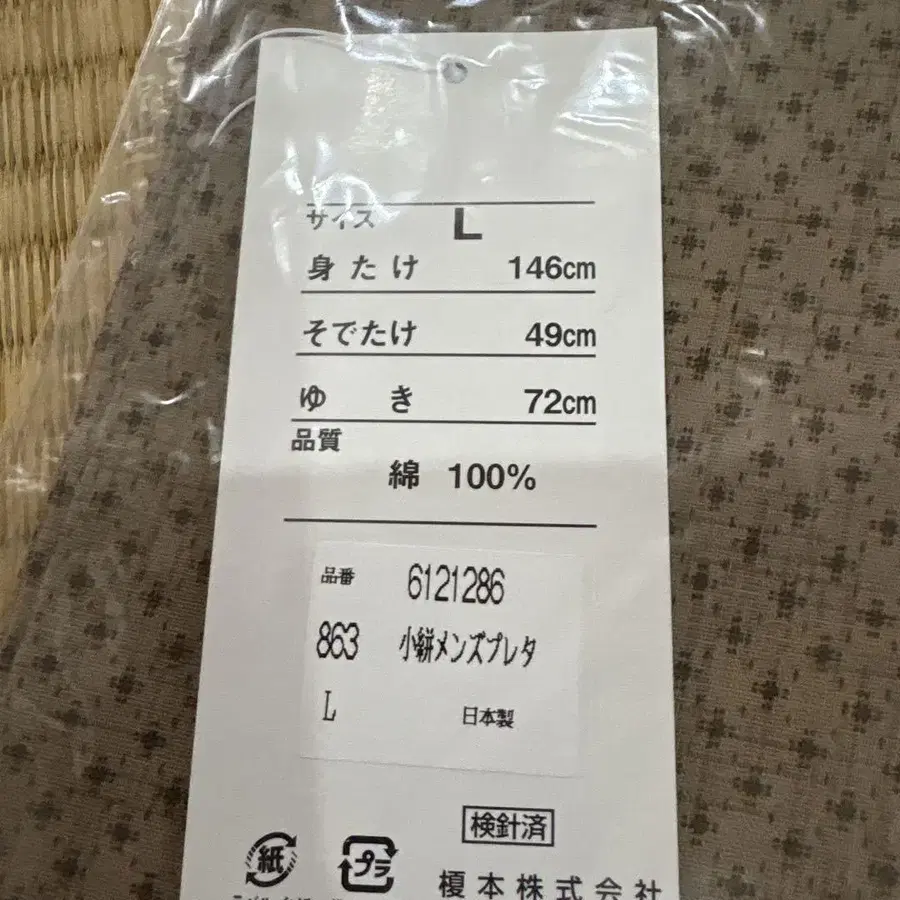 サイズ L
身たけ 146cm
そでたけ 49cm
ゆき 72cm
品質
綿 100%
品番 6121286
863 小絣メンズプレタ
L 日本製
検針済
紙 プラ
榎本株式会社